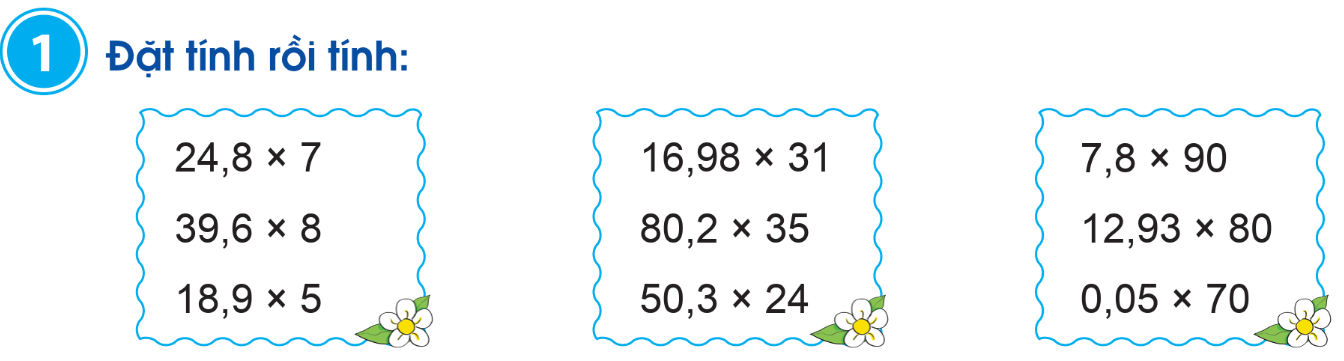 1 Đặt tính rồi tính:
24,8 × 7
39,6 × 8
18,9 × 5
16,98 × 31
80,2 × 35
50,3 × 24
7,8 × 90
12,93 × 80
0,05 × 70